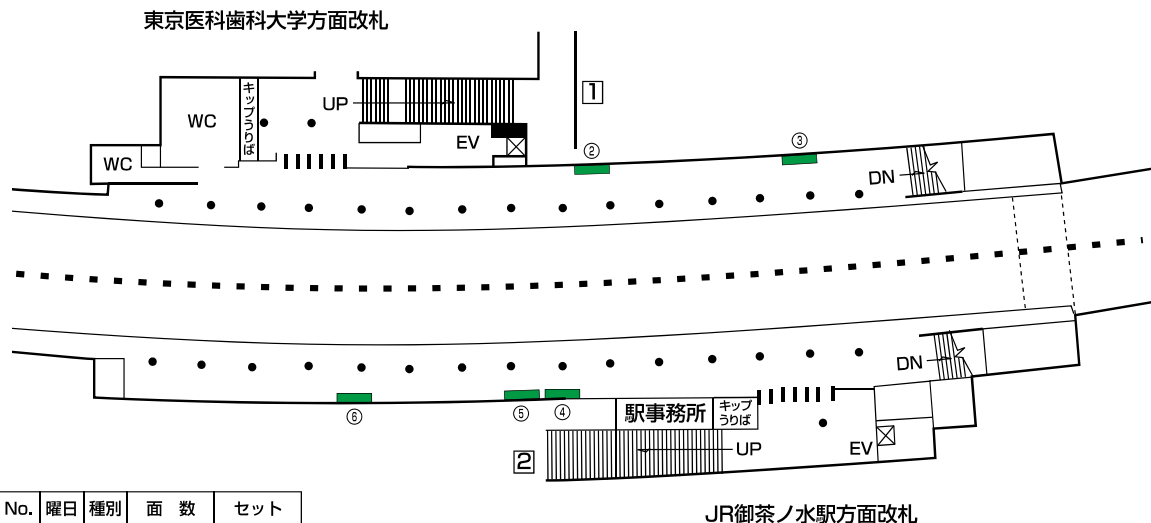 東京医科歯科大学方面改札
1
キップうりば
UP
WC
EV
WC
②
③
DN
DN
⑥
⑤
④
駅事務所
キップ
うりば
2
UP
EV
No. 曜日 種別 面 数 セット
JR御茶ノ水駅方面改札